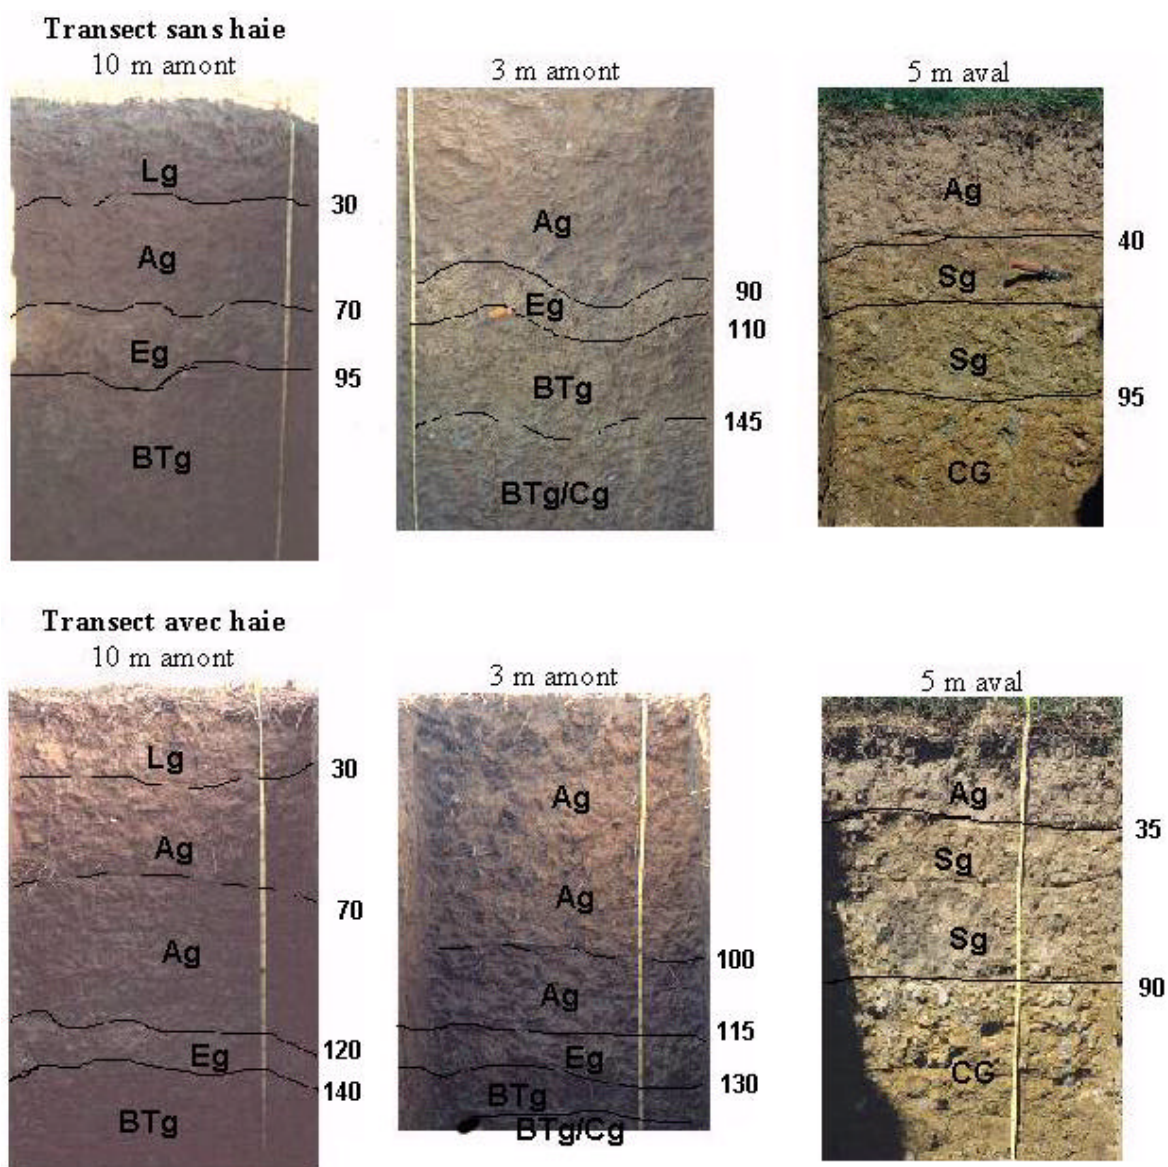 Transect sans haie
10 m amont
Lg
30
Ag
70
Eg
95
BTg
3 m amont
Ag
90
Eg
110
BTg
145
BTg/Cg
5 m aval
Ag
40
Sg
Sg
95
CG
Transect avec haie
10 m amont
Lg
30
Ag
70
Ag
120
Eg
140
BTg
3 m amont
Ag
Ag
100
Ag
115
Eg
130
BTg
BTg/Cg
5 m aval
Ag
35
Sg
Sg
90
CG